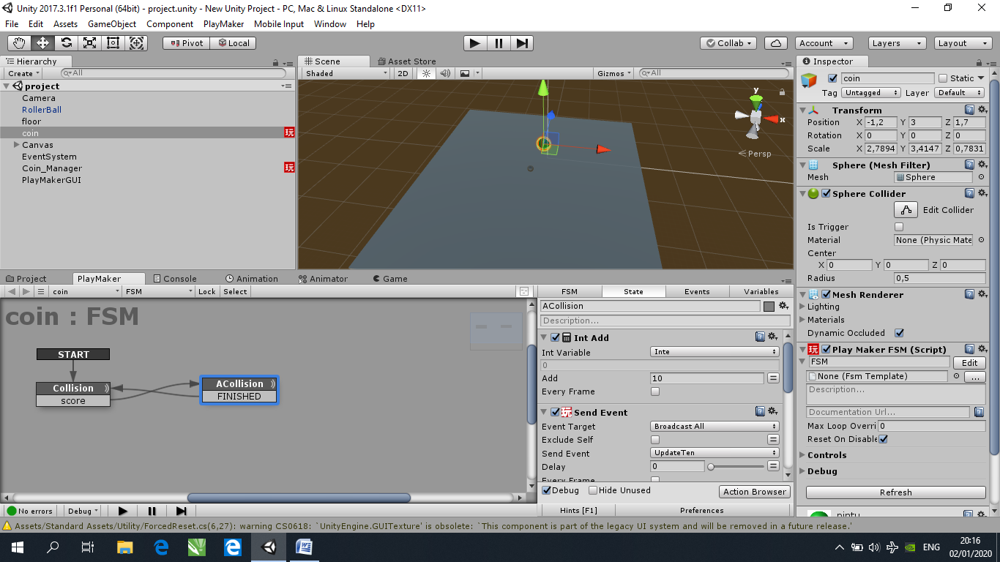 Unity 2017.3.1f1 Personal (64bit) - project.unity - New Unity Project - PC, Mac & Linux Standalone <DX11>
File Edit Assets GameObject Component PlayMaker Mobile Input Window Help
Pivot Local Collab Account Layers Layout
Hierarchy
Create All
project
Camera
RollerBall
floor
coin 玩
Canvas
EventSystem
Coin_Manager 玩
PlayMakerGUI
Scene Asset Store
Shaded 2D Gizmos All
y
x
Persp
Inspector
coin Static
Tag Untagged Layer Default
Transform
Position X -1,2 Y 3 Z 1,7
Rotation X 0 Y 0 Z 0
Scale X 2,7894 Y 3,4147 Z 0,7831
Sphere (Mesh Filter)
Mesh Sphere
Sphere Collider
Edit Collider
Is Trigger
Material None (Physic Mate
Center
X 0 Y 0 Z 0
Radius 0,5
Mesh Renderer
Lighting
Materials
Dynamic Occluded
玩 Play Maker FSM (Script)
FSM Edit
None (Fsm Template) ...
Description...
Documentation Url...
Max Loop Overri 0
Reset On Disable
Controls
Debug
Refresh
Project PlayMaker Console Animation Animator Game
coin FSM Lock Select
coin : FSM
START
Collision
score
ACollision
FINISHED
FSM State Events Variables
ACollision
Description...
Int Add
Int Variable Inte
0
Add 10
Every Frame
玩 Send Event
Event Target Broadcast All
Exclude Self
Send Event UpdateTen
Delay 0
Every Frame
Debug Hide Unused Action Browser
No errors Debug
Hints [F1] Preferences
Assets/Standard Assets/Utility/ForcedReset.cs(6,27): warning CS0618: `UnityEngine.GUITexture' is obsolete: `This component is part of the legacy UI system and will be removed in a future release.'
ENG
20:16
02/01/2020